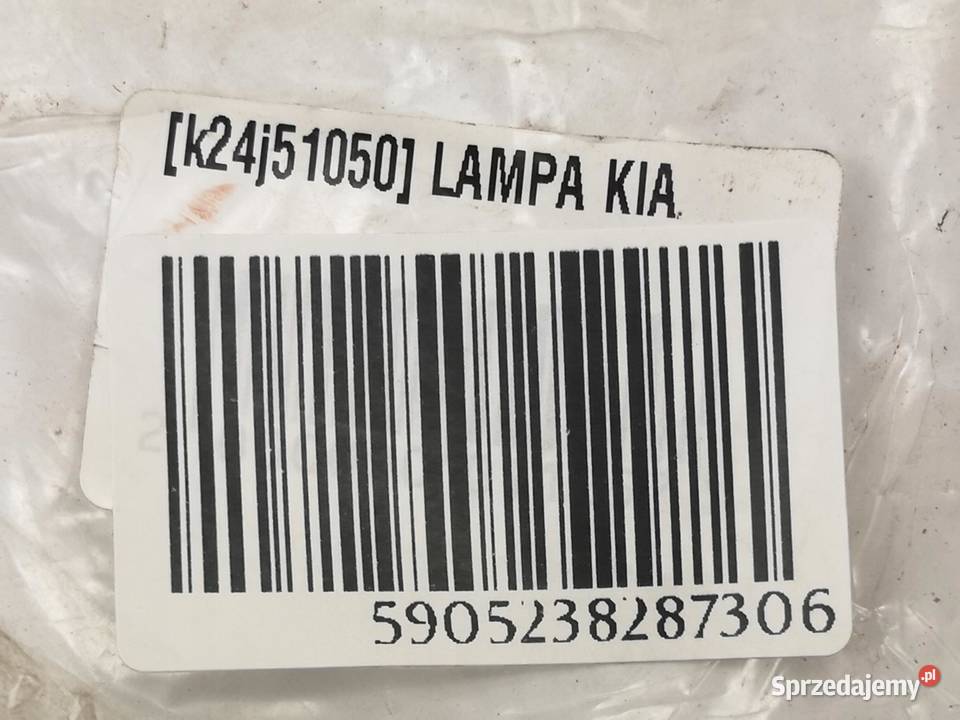 [k24j51050] LAMPA KIA
5905238287306
Sprzedajemy.pl